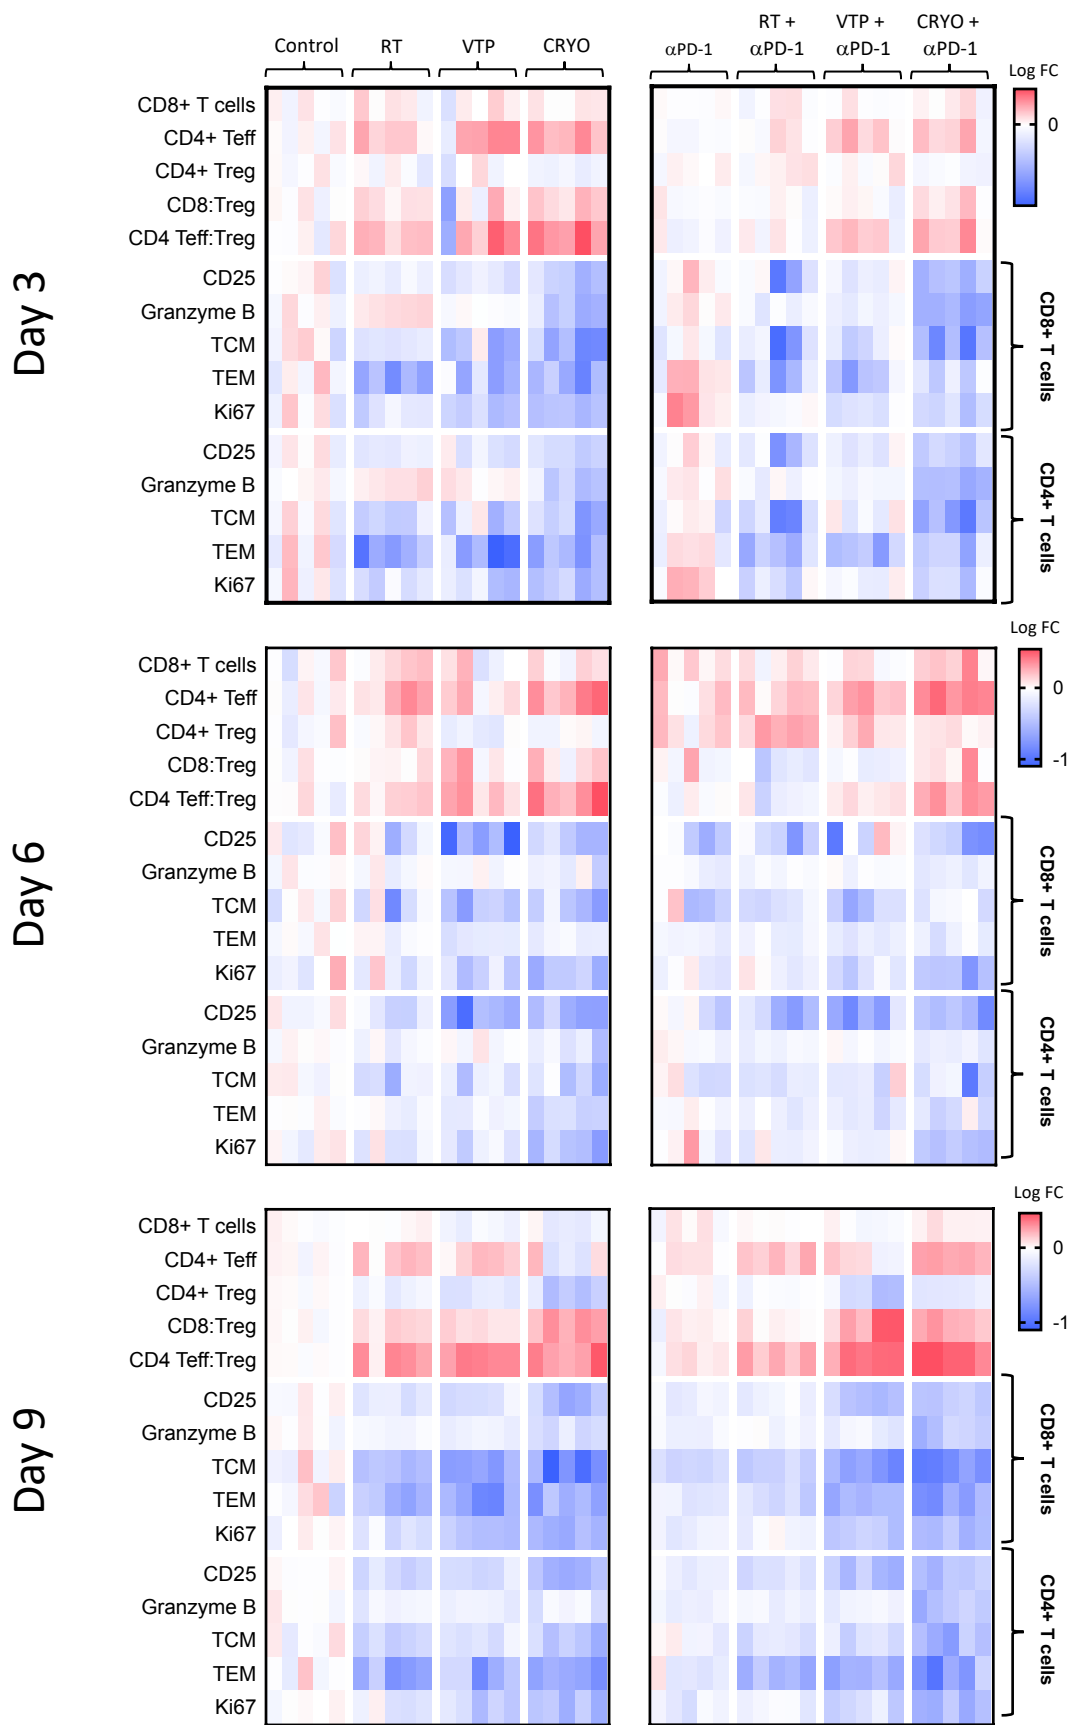 Control RT VTP CRYO αPD-1 RT + αPD-1 VTP + αPD-1 CRYO + αPD-1
Log FC
0
Day 3
CD8+ T cells
CD4+ Teff
CD4+ Treg
CD8:Treg
CD4 Teff:Treg
CD25
Granzyme B
TCM
TEM
Ki67
CD25
Granzyme B
TCM
TEM
Ki67
CD8+ T cells
CD4+ T cells
Log FC
0
-1
Day 6
CD8+ T cells
CD4+ Teff
CD4+ Treg
CD8:Treg
CD4 Teff:Treg
CD25
Granzyme B
TCM
TEM
Ki67
CD25
Granzyme B
TCM
TEM
Ki67
CD8+ T cells
CD4+ T cells
Log FC
0
-1
Day 9
CD8+ T cells
CD4+ Teff
CD4+ Treg
CD8:Treg
CD4 Teff:Treg
CD25
Granzyme B
TCM
TEM
Ki67
CD25
Granzyme B
TCM
TEM
Ki67
CD8+ T cells
CD4+ T cells